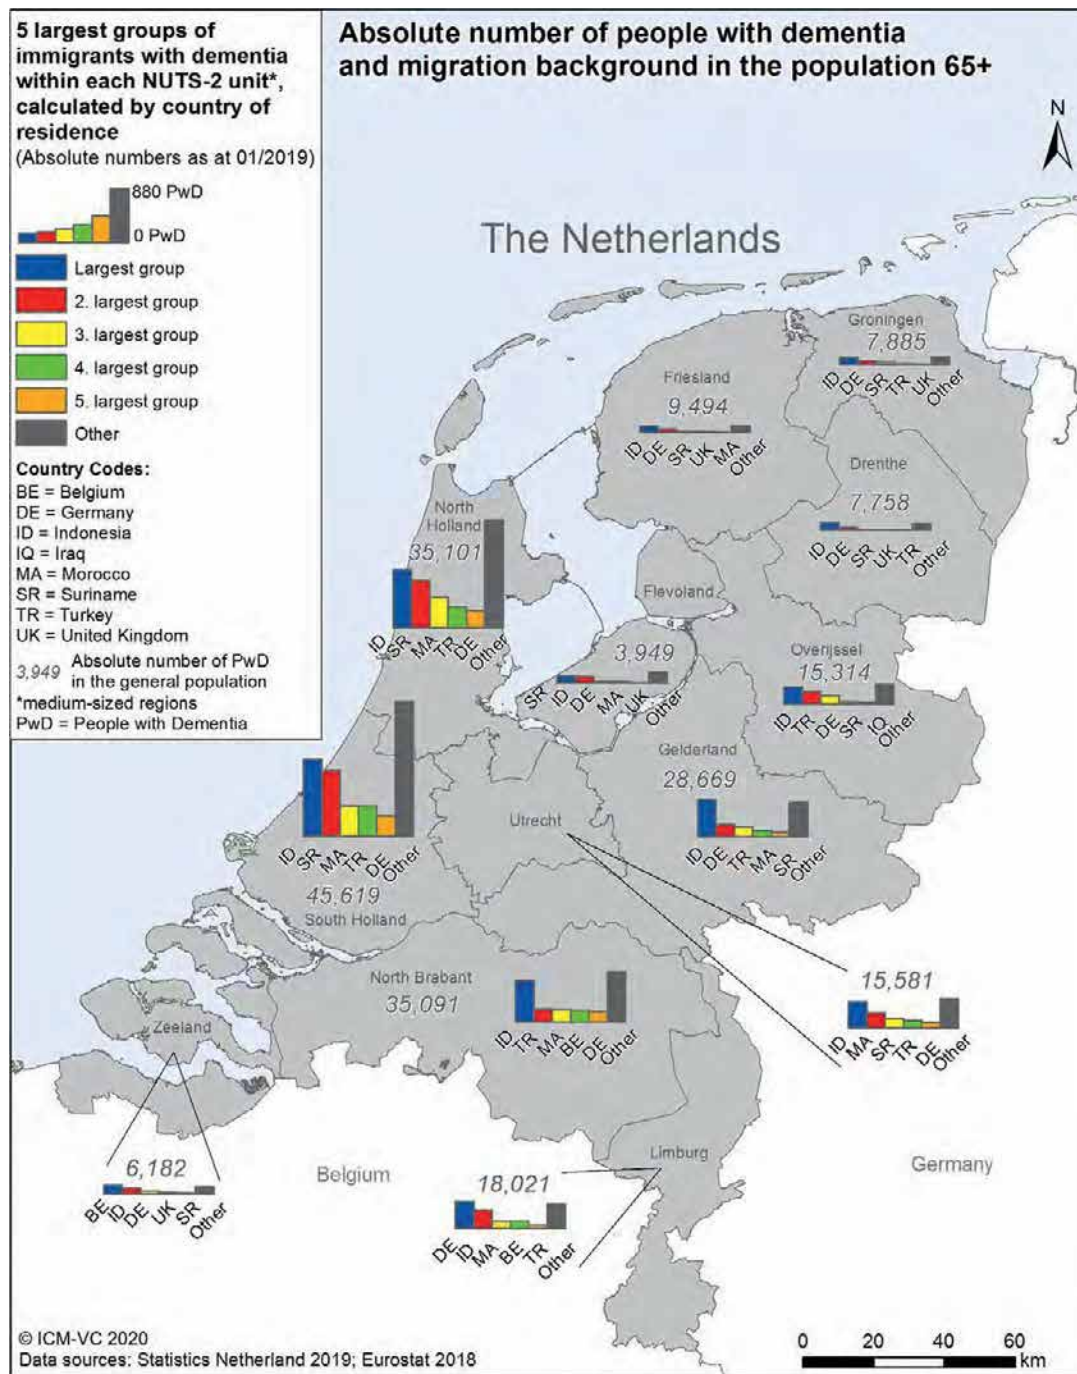 5 largest groups of
immigrants with dementia
within each NUTS-2 unit*,
calculated by country of
residence
(Absolute numbers as at 01/2019)
880 PwD
0 PwD
Largest group
2. largest group
3. largest group
4. largest group
5. largest group
Other
Country Codes:
BE = Belgium
DE = Germany
ID = Indonesia
IQ = Iraq
MA = Morocco
SR = Suriname
TR = Turkey
UK = United Kingdom
3,949 Absolute number of PwD
in the general population
*medium-sized regions
PwD = People with Dementia
Absolute number of people with dementia
and migration background in the population 65+
N
The Netherlands
Groningen
7,885
ID DE SR TR UK Other
Friesland
9,494
ID DE SR UK MA Other
Drenthe
7,758
ID DE SR UK TR Other
North
Holland
35,101
ID SR MA TR DE Other
Flevoland
3,949
SR ID DE MA UK Other
Overijssel
15,314
ID TR DE SR IQ Other
Gelderland
28,669
ID DE TR MA SR Other
Utrecht
15,581
ID MA SR TR DE Other
ID SR MA TR DE Other
45,619
South Holland
North Brabant
35,091
ID TR MA BE DE Other
Zeeland
6,182
BE ID DE UK SR Other
Limburg
18,021
DE ID MA BE TR Other
Belgium
Germany
© ICM-VC 2020
Data sources: Statistics Netherland 2019; Eurostat 2018
0 20 40 60
km